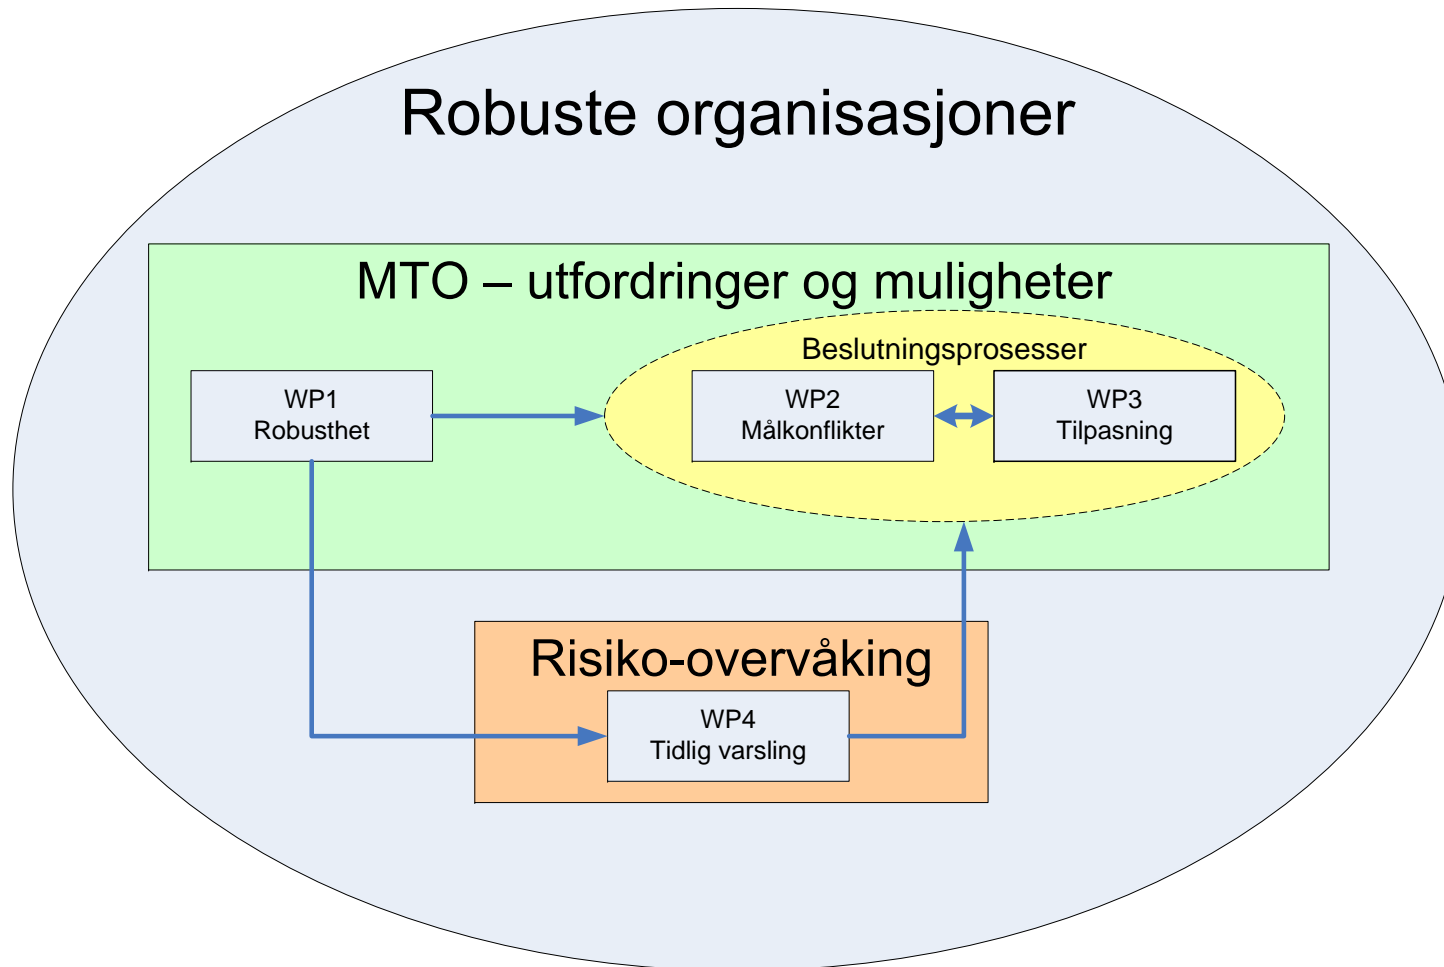 Robuste organisasjoner
MTO – utfordringer og muligheter
Beslutningsprosesser
WP1
Robusthet
WP2
Målkonflikter
WP3
Tilpasning
Risiko-overvåking
WP4
Tidlig varsling